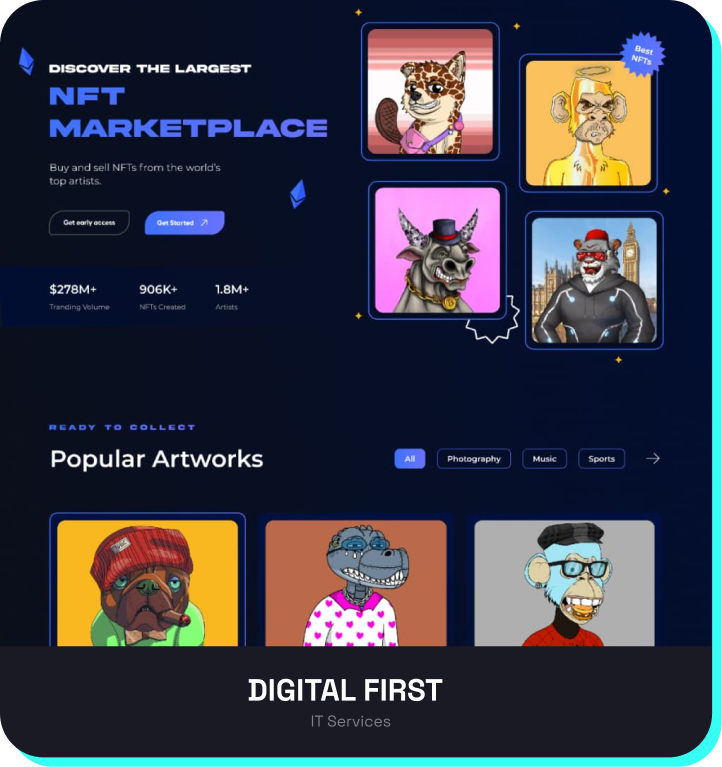 DISCOVER THE LARGEST
NFT
MARKETPLACE
Buy and sell NFTs from the world's
top artists.
Get early access
Get Started
$278M+
906K+
1.8M+
Tranding Volume
NFTs Created
Artists
Best
NFTs
READY TO COLLECT
Popular Artworks
All
Photography
Music
Sports
DIGITAL FIRST
IT Services